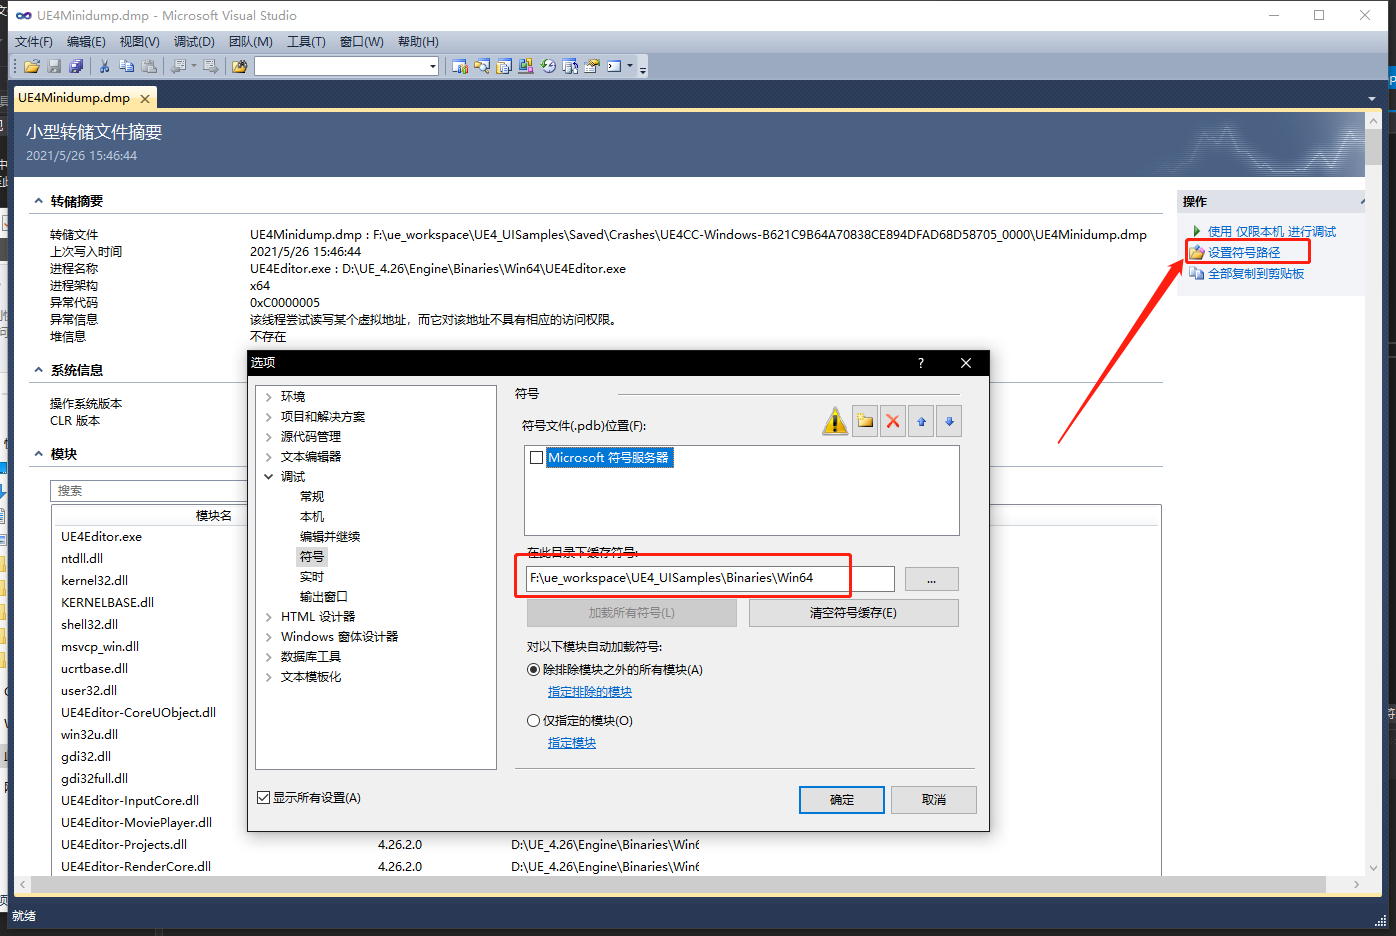 UE4Minidump.dmp - Microsoft Visual Studio
文件(F) 编辑(E) 视图(V) 调试(D) 团队(M) 工具(T) 窗口(W) 帮助(H)
UE4Minidump.dmp
小型转储文件摘要
2021/5/26 15:46:44
转储摘要
转储文件 UE4Minidump.dmp : F:\ue_workspace\UE4_UISamples\Saved\Crashes\UE4CC-Windows-B621C9B64A70838CE894DFAD68D58705_0000\UE4Minidump.dmp
上次写入时间 2021/5/26 15:46:44
进程名称 UE4Editor.exe : D:\UE_4.26\Engine\Binaries\Win64\UE4Editor.exe
进程架构 x64
异常代码 0xC0000005
异常信息 该线程尝试读写某个虚拟地址，而它对该地址不具有相应的访问权限。
堆信息 不存在
操作
使用 仅限本机 进行调试
设置符号路径
全部复制到剪贴板
系统信息
操作系统版本
CLR 版本
模块
搜索
模块名
UE4Editor.exe
ntdll.dll
kernel32.dll
KERNELBASE.dll
shell32.dll
msvcp_win.dll
ucrtbase.dll
user32.dll
UE4Editor-CoreUObject.dll
win32u.dll
gdi32.dll
gdi32full.dll
UE4Editor-InputCore.dll
UE4Editor-MoviePlayer.dll
UE4Editor-Projects.dll 4.26.2.0 D:\UE_4.26\Engine\Binaries\Win6
UE4Editor-RenderCore.dll 4.26.2.0 D:\UE_4.26\Engine\Binaries\Win6
选项
环境
项目和解决方案
源代码管理
文本编辑器
调试
常规
本机
编辑并继续
符号
实时
输出窗口
HTML 设计器
Windows 窗体设计器
数据库工具
文本模板化
显示所有设置(A)
符号
符号文件(.pdb)位置(F):
Microsoft 符号服务器
在此目录下缓存符号:
F:\ue_workspace\UE4_UISamples\Binaries\Win64
...
加载所有符号(L) 清空符号缓存(E)
对以下模块自动加载符号:
除排除模块之外的所有模块(A)
指定排除的模块
仅指定的模块(O)
指定模块
确定 取消
就绪